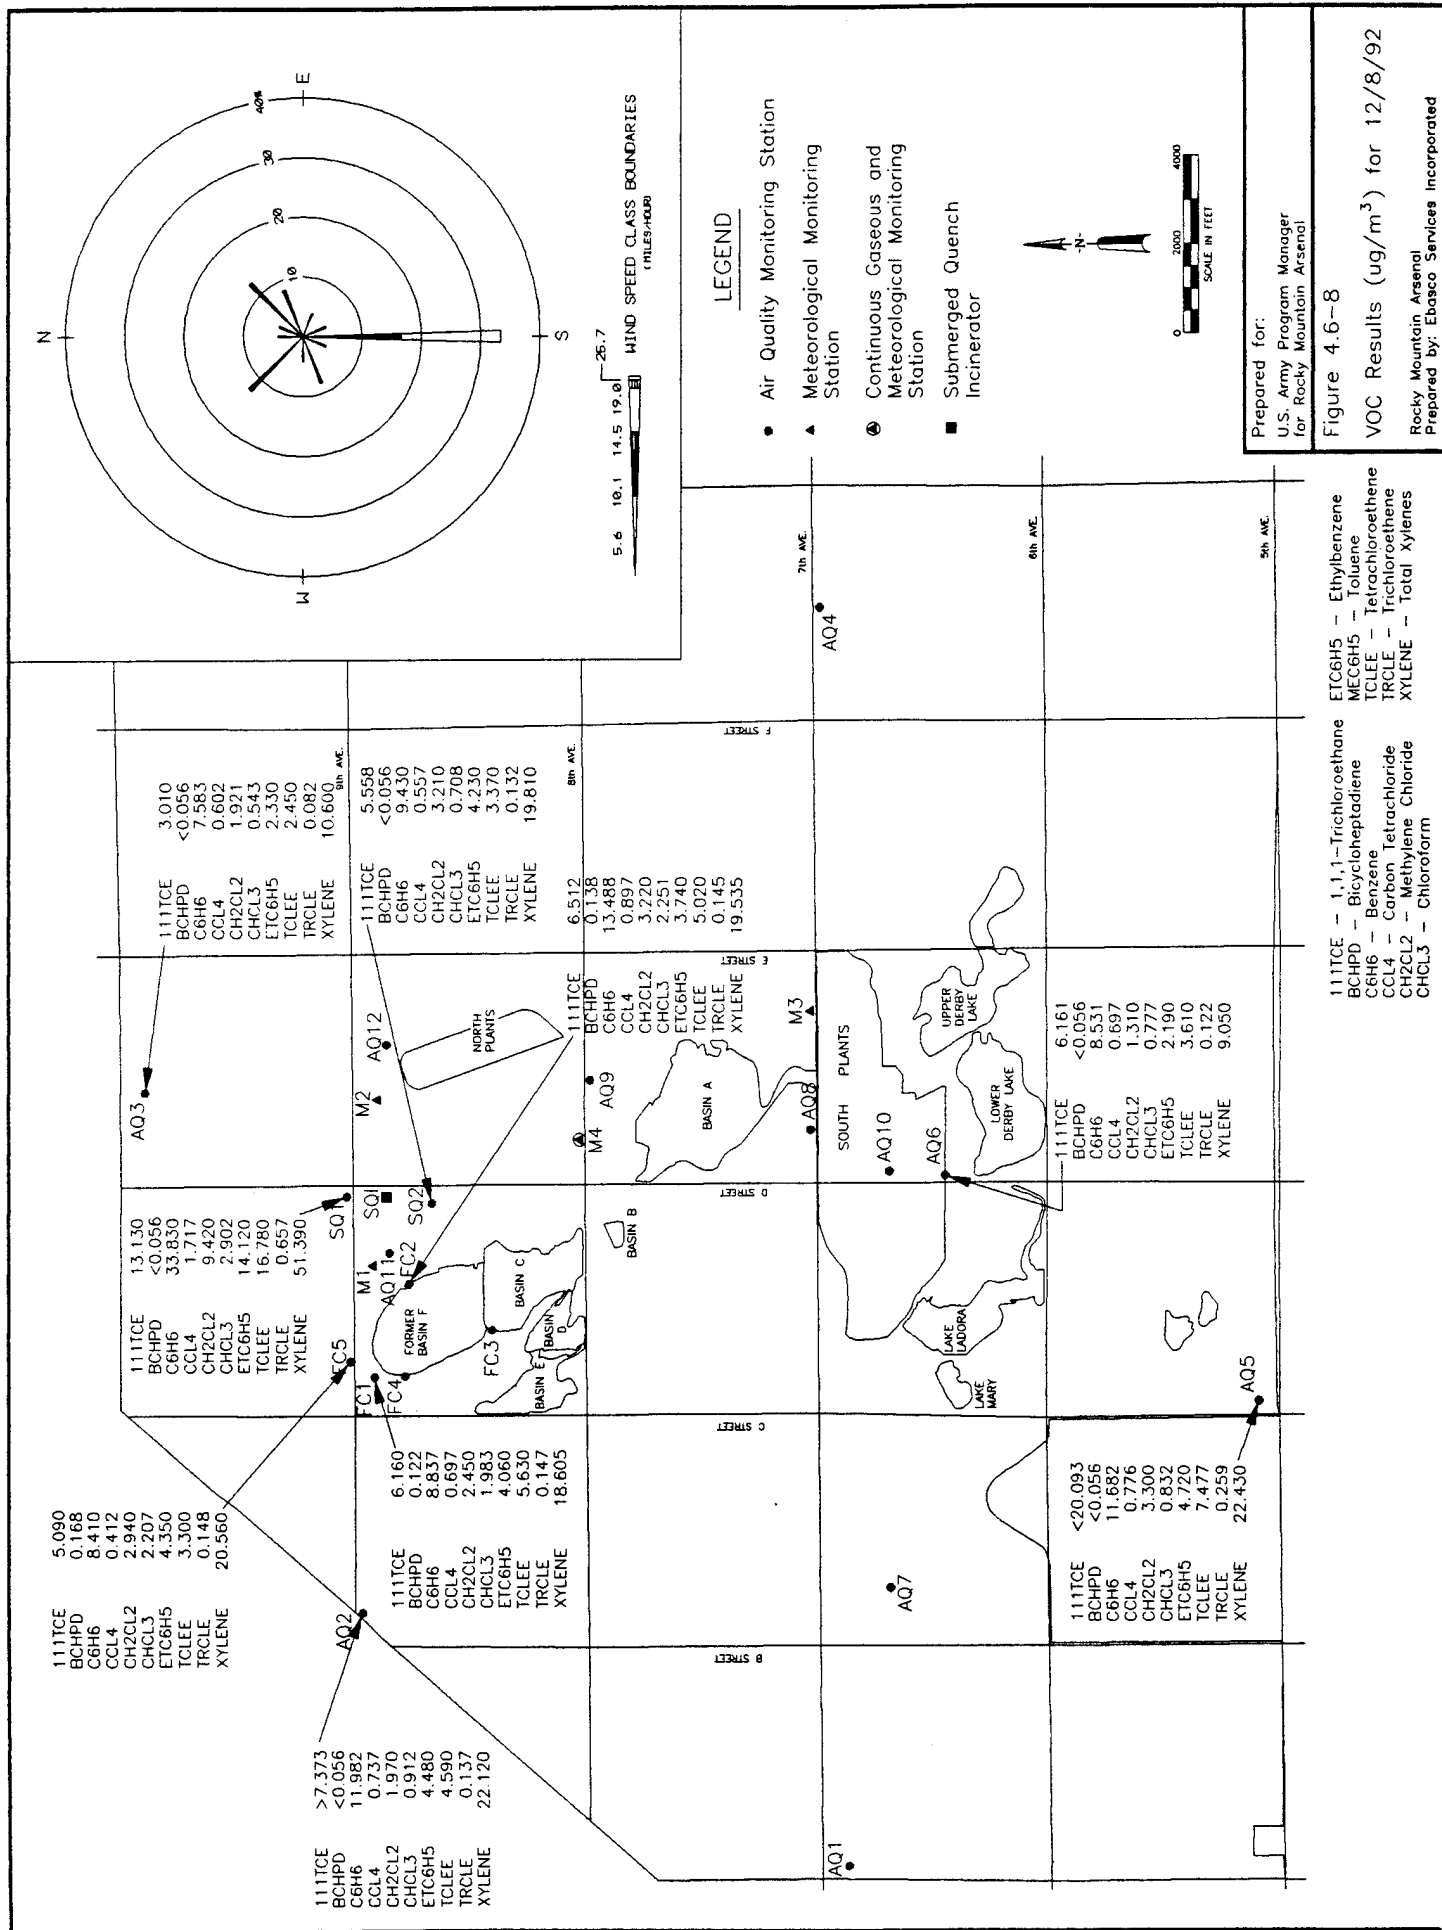 N
E
S
W
10
20
30
40%
5.6 10.1 14.5 19.0 26.7
WIND SPEED CLASS BOUNDARIES
(MILES/HOUR)
LEGEND
Air Quality Monitoring Station
Meteorological Monitoring
Station
Continuous Gaseous and
Meteorological Monitoring
Station
Submerged Quench
Incinerator
-N-
0 2000 4000
SCALE IN FEET
Prepared for:
U.S. Army Program Manager
for Rocky Mountain Arsenal
Figure 4.6-8
VOC Results (ug/m³) for 12/8/92
Rocky Mountain Arsenal
Prepared by: Ebasco Services Incorporated
111TCE 5.090
BCHPD 0.168
C6H6 8.410
CCL4 0.412
CH2CL2 2.940
CHCL3 2.207
ETC6H5 4.350
TCLEE 3.300
TRCLE 0.148
XYLENE 20.560
111TCE 13.130
BCHPD <0.056
C6H6 33.830
CCL4 1.717
CH2CL2 9.420
CHCL3 2.902
ETC6H5 14.120
TCLEE 16.780
TRCLE 0.657
XYLENE 51.390
111TCE 3.010
BCHPD <0.056
C6H6 7.583
CCL4 0.602
CH2CL2 1.921
CHCL3 0.543
ETC6H5 2.330
TCLEE 2.450
TRCLE 0.082
XYLENE 10.600
111TCE >7.373
BCHPD <0.056
C6H6 11.982
CCL4 0.737
CH2CL2 1.970
CHCL3 0.912
ETC6H5 4.480
TCLEE 4.590
TRCLE 0.137
XYLENE 22.120
111TCE 6.160
BCHPD 0.122
C6H6 8.837
CCL4 0.697
CH2CL2 2.450
CHCL3 1.983
ETC6H5 4.060
TCLEE 5.630
TRCLE 0.147
XYLENE 18.605
111TCE 5.558
BCHPD <0.056
C6H6 9.430
CCL4 0.557
CH2CL2 3.210
CHCL3 0.708
ETC6H5 4.230
TCLEE 3.370
TRCLE 0.132
XYLENE 19.810
111TCE 6.512
BCHPD 0.138
C6H6 13.488
CCL4 0.897
CH2CL2 3.220
CHCL3 2.251
ETC6H5 3.740
TCLEE 5.020
TRCLE 0.145
XYLENE 19.535
111TCE 6.161
BCHPD <0.056
C6H6 8.531
CCL4 0.697
CH2CL2 1.310
CHCL3 0.777
ETC6H5 2.190
TCLEE 3.610
TRCLE 0.122
XYLENE 9.050
111TCE <20.093
BCHPD <0.056
C6H6 11.682
CCL4 0.776
CH2CL2 3.300
CHCL3 0.832
ETC6H5 4.720
TCLEE 7.477
TRCLE 0.259
XYLENE 22.430
AQ3
SQ1
SQI
SQ2
M2
AQ12
M1
AQ11
FC2
FC5
FC1
FC4
FC3
AQ2
AQ9
M4
M3
AQ8
AQ10
AQ6
AQ7
AQ1
AQ5
AQ4
NORTH
PLANTS
FORMER
BASIN F
BASIN C
BASIN
D
BASIN E
BASIN B
BASIN A
SOUTH PLANTS
UPPER
DERBY
LAKE
LOWER
DERBY LAKE
LAKE
LADORA
LAKE
MARY
B STREET
C STREET
D STREET
E STREET
F STREET
9th AVE.
8th AVE.
7th AVE.
6th AVE.
5th AVE.
111TCE - 1,1,1-Trichloroethane
BCHPD - Bicycloheptadiene
C6H6 - Benzene
CCL4 - Carbon Tetrachloride
CH2CL2 - Methylene Chloride
CHCL3 - Chloroform
ETC6H5 - Ethylbenzene
MEC6H5 - Toluene
TCLEE - Tetrachloroethene
TRCLE - Trichloroethene
XYLENE - Total Xylenes